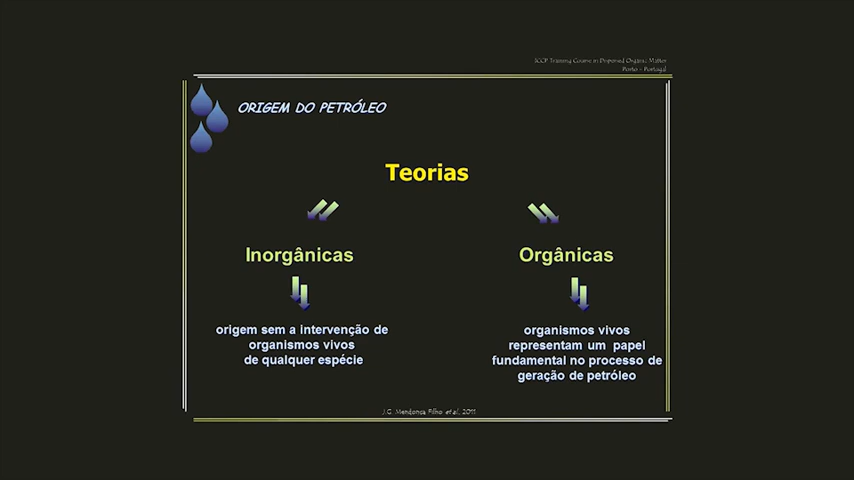 ICCP Training Course in Dispersed Organic Matter
Porto - Portugal
ORIGEM DO PETRÓLEO
Teorias
Inorgânicas
Orgânicas
origem sem a intervenção de
organismos vivos
de qualquer espécie
organismos vivos
representam um papel
fundamental no processo de
geração de petróleo
J.G. Mendonça Filho et al., 2011